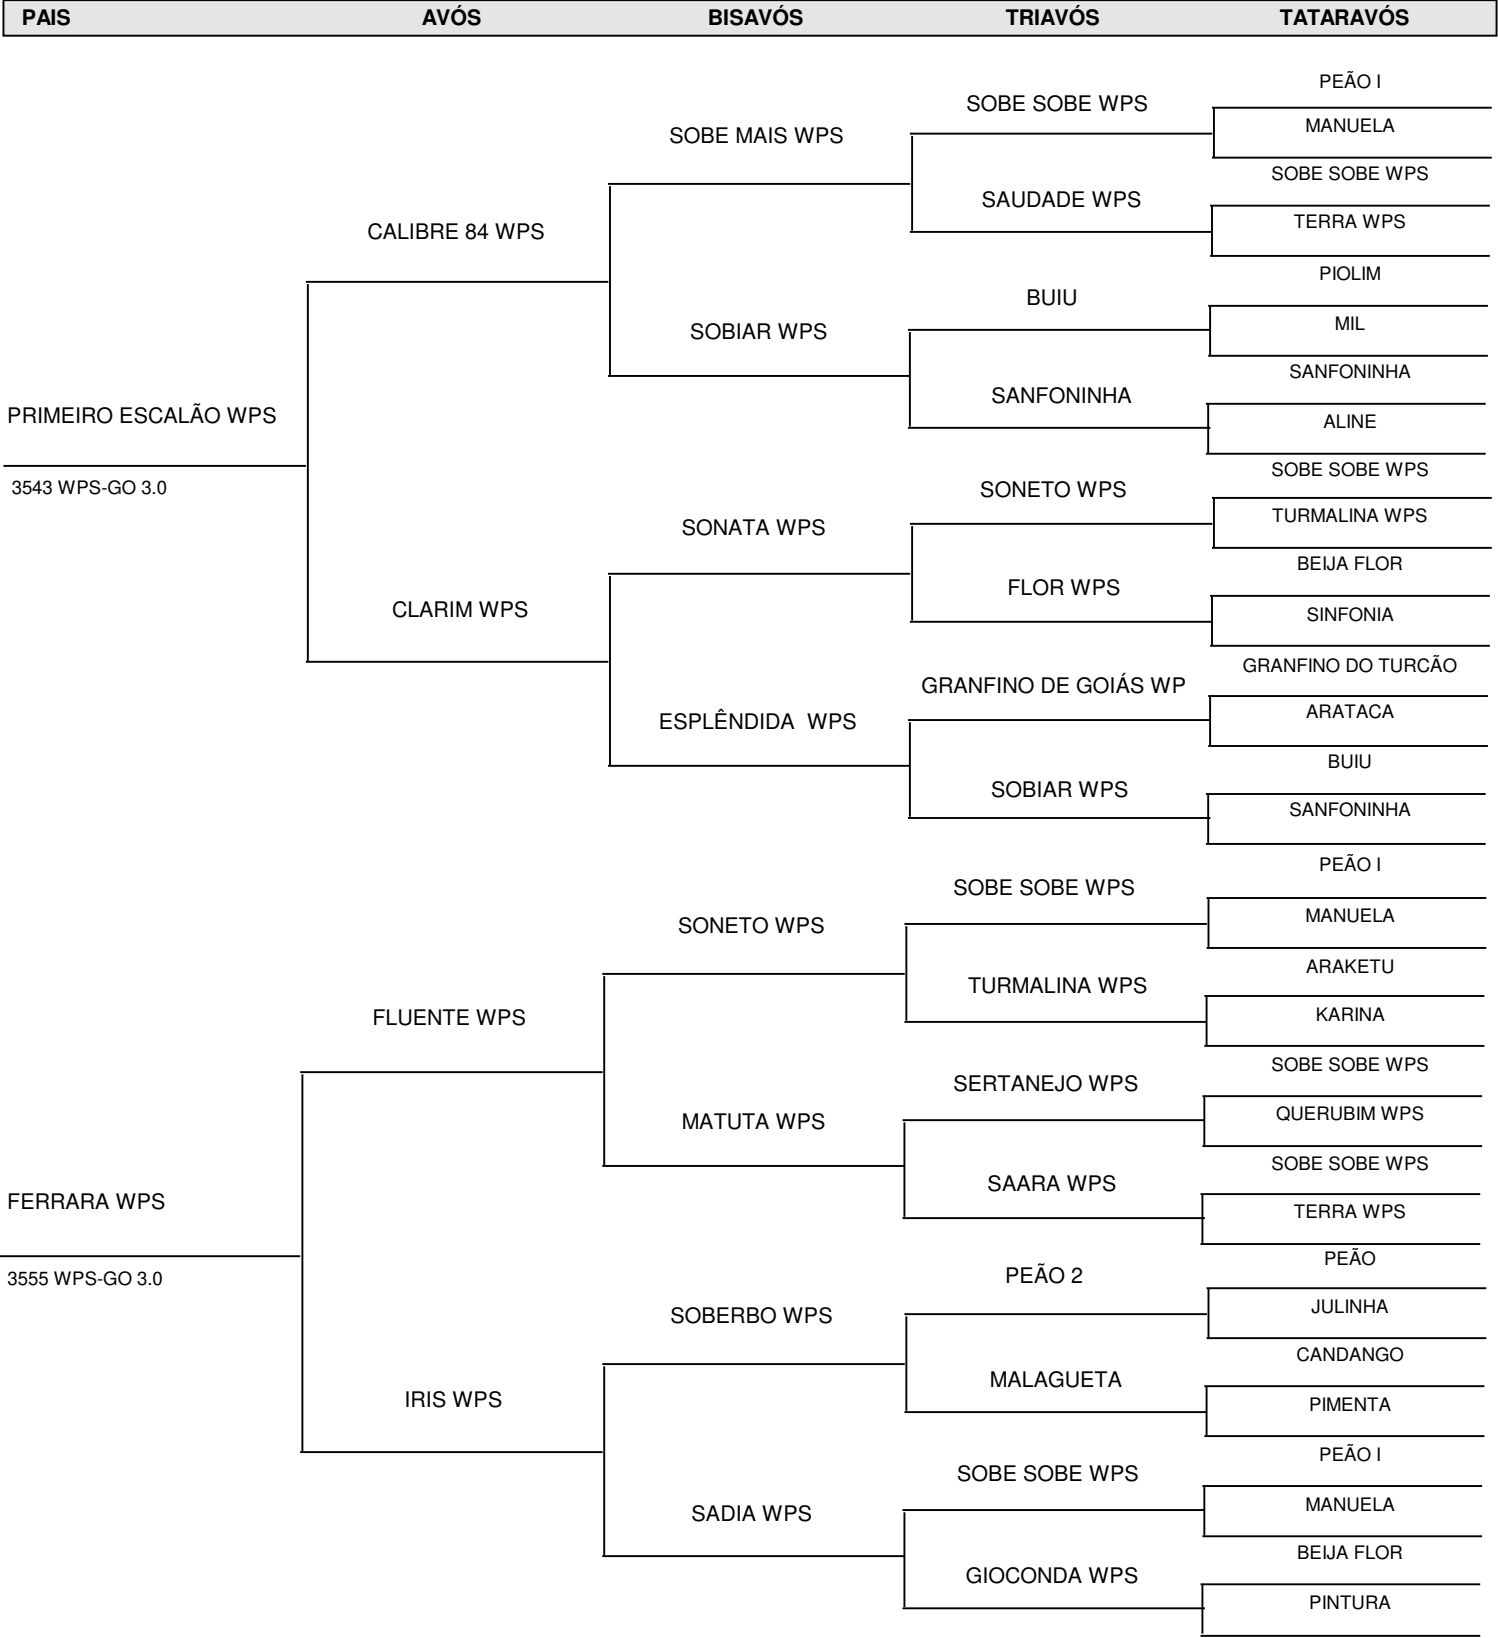 PAIS AVÓS BISAVÓS TRIAVÓS TATARAVÓS
PEÃO I
SOBE SOBE WPS
MANUELA
SOBE MAIS WPS
SOBE SOBE WPS
SAUDADE WPS
TERRA WPS
CALIBRE 84 WPS
PIOLIM
BUIU
MIL
SOBIAR WPS
SANFONINHA
SANFONINHA
ALINE
PRIMEIRO ESCALÃO WPS
3543 WPS-GO 3.0
SOBE SOBE WPS
SONETO WPS
TURMALINA WPS
SONATA WPS
BEIJA FLOR
FLOR WPS
SINFONIA
CLARIM WPS
GRANFINO DO TURCÃO
GRANFINO DE GOIÁS WP
ARATACA
ESPLÊNDIDA  WPS
BUIU
SOBIAR WPS
SANFONINHA
PEÃO I
SOBE SOBE WPS
MANUELA
SONETO WPS
ARAKETU
TURMALINA WPS
KARINA
FLUENTE WPS
SOBE SOBE WPS
SERTANEJO WPS
QUERUBIM WPS
MATUTA WPS
SOBE SOBE WPS
SAARA WPS
TERRA WPS
FERRARA WPS
3555 WPS-GO 3.0
PEÃO
PEÃO 2
JULINHA
SOBERBO WPS
CANDANGO
MALAGUETA
PIMENTA
IRIS WPS
PEÃO I
SOBE SOBE WPS
MANUELA
SADIA WPS
BEIJA FLOR
GIOCONDA WPS
PINTURA